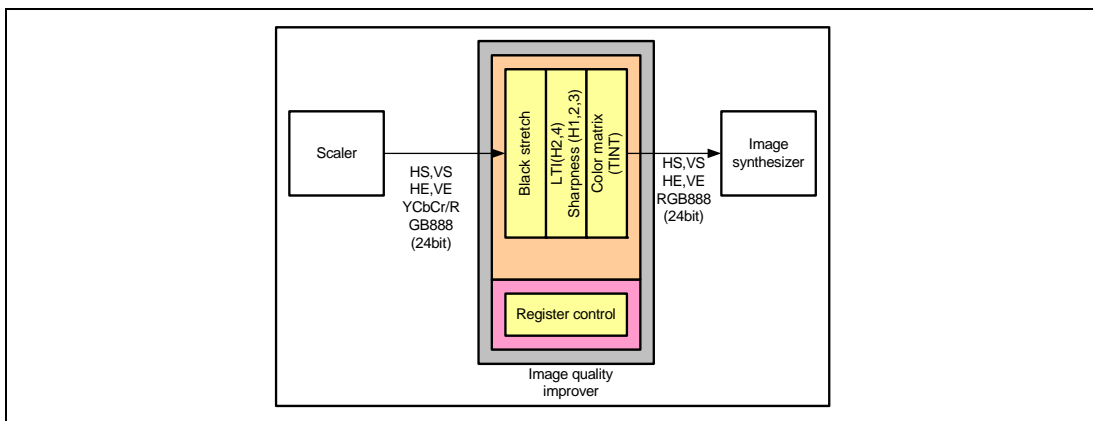 Scaler
HS,VS
HE,VE
YCbCr/R
GB888
(24bit)
Black stretch
LTI(H2,4)
Sharpness (H1,2,3)
Color matrix
(TINT)
Register control
Image quality
improver
HS,VS
HE,VE
RGB888
(24bit)
Image
synthesizer